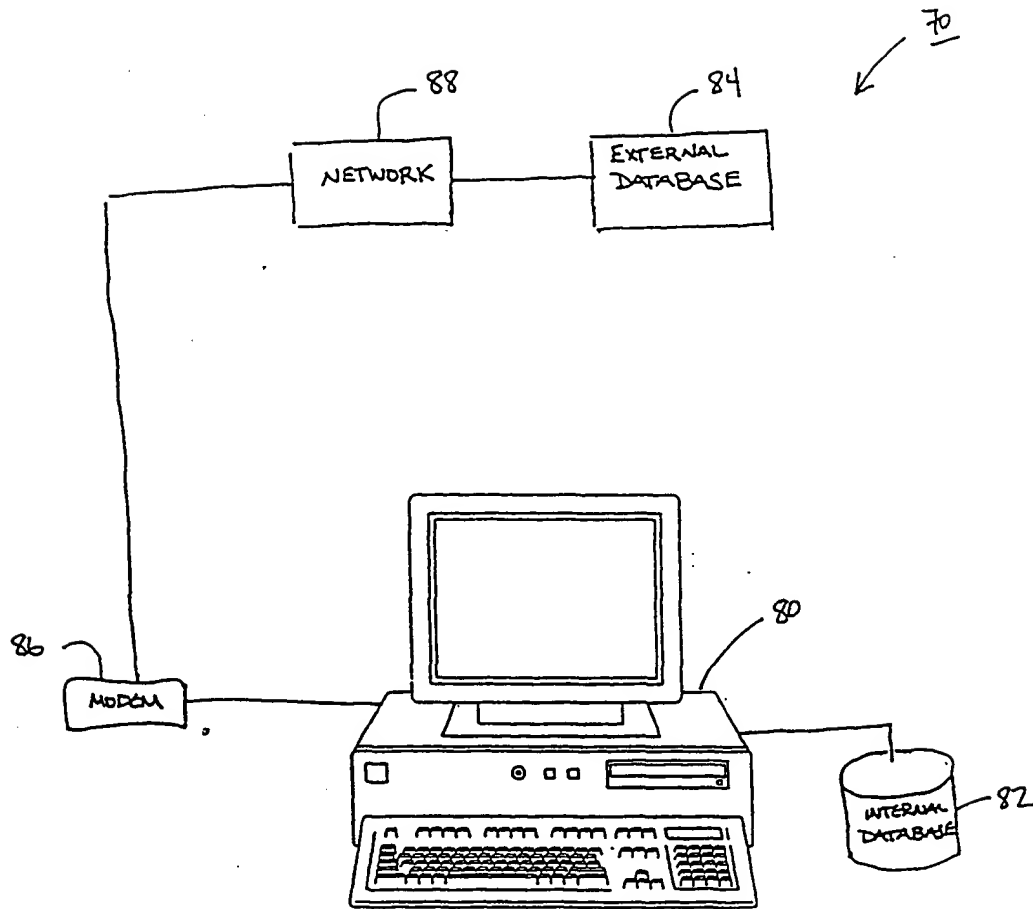 70
88
84
NETWORK
EXTERNAL
DATABASE
80
86
MODEM
INTERNAL
DATABASE
82